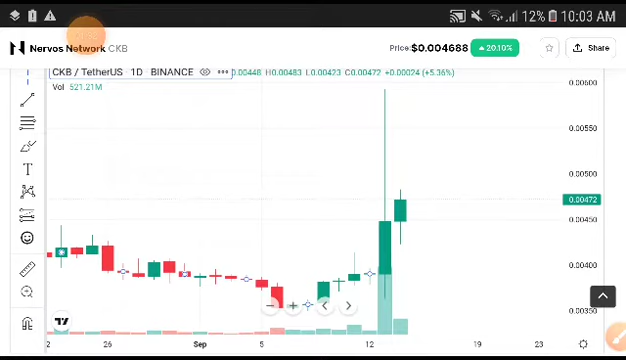 12% 10:03 AM
Nervos Network CKB Price: $0.004688 20.10% Share
CKB / TetherUS · 1D · BINANCE 0.00448 H0.00483 L0.00423 C0.00472 +0.00024 (+5.36%)
Vol 521.21M
0.00600
0.00550
0.00500
0.00472
0.00450
0.00400
0.00350
26 Sep 5 12 19 23